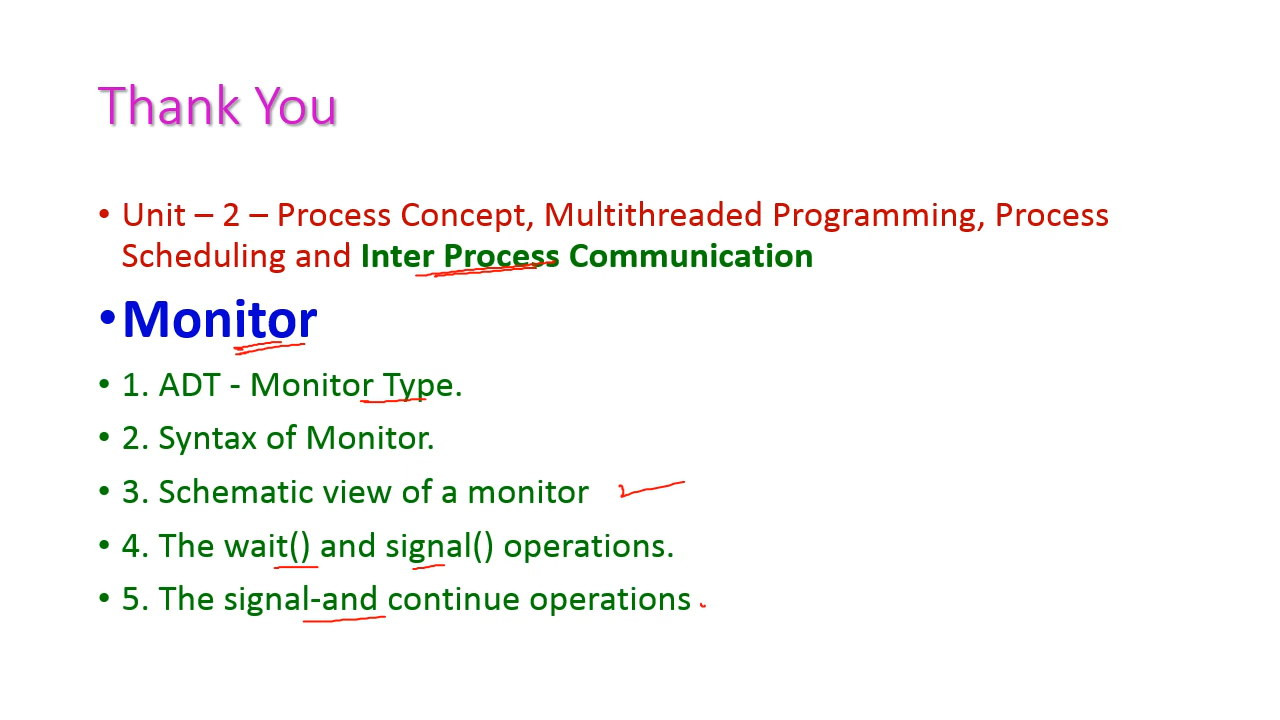 Thank You
• Unit – 2 – Process Concept, Multithreaded Programming, Process
Scheduling and Inter Process Communication
•Monitor
• 1. ADT - Monitor Type.
• 2. Syntax of Monitor.
• 3. Schematic view of a monitor
• 4. The wait() and signal() operations.
• 5. The signal-and continue operations